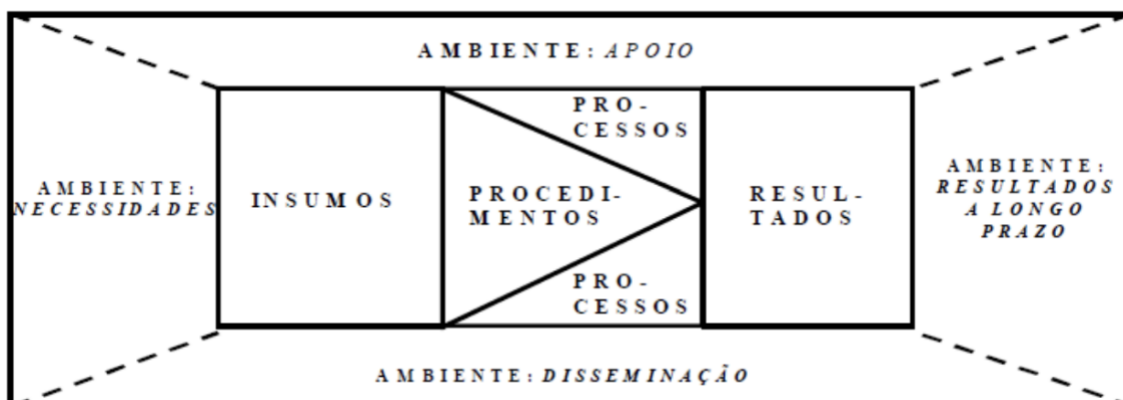 AMBIENTE: APOIO
PRO-
CESSOS
AMBIENTE:
NECESSIDADES
INSUMOS
PROCEDI-
MENTOS
RESUL-
TADOS
AMBIENTE:
RESULTADOS
A LONGO
PRAZO
PRO-
CESSOS
AMBIENTE: DISSEMINAÇÃO